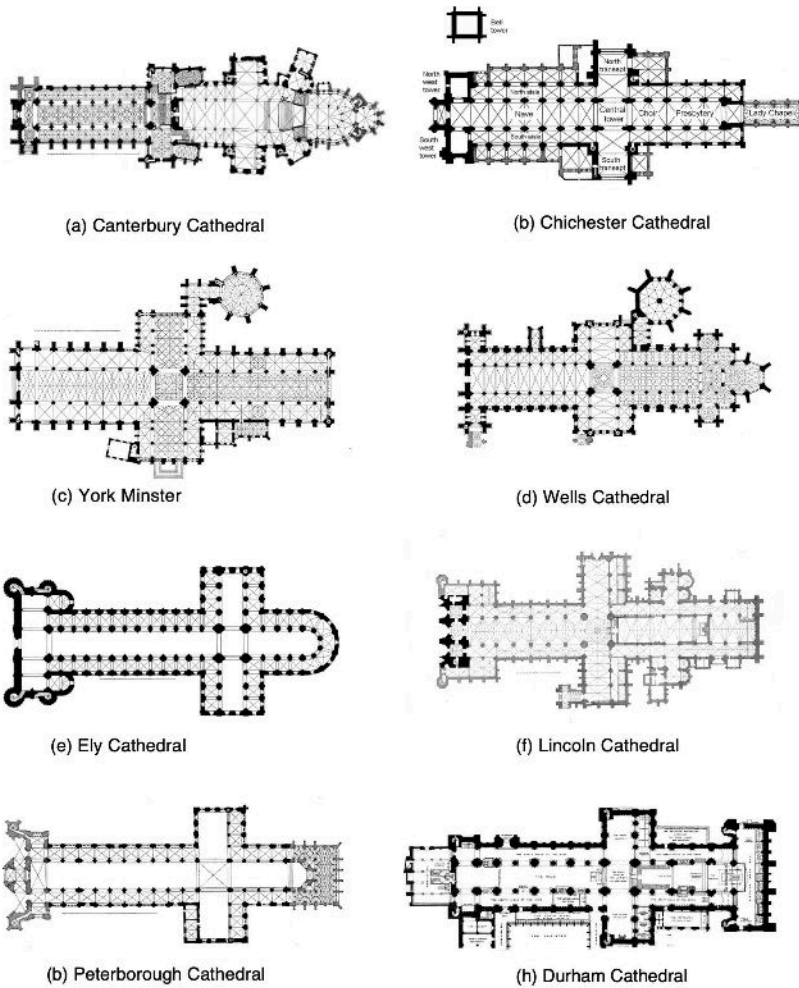 Bell
tower
North
west tower
North
transept
North aisle
Nave
Central
tower
Choir
Presbytery
Lady Chapel
South aisle
South
west
tower
South
transept
(a) Canterbury Cathedral
(b) Chichester Cathedral
(c) York Minster
(d) Wells Cathedral
(e) Ely Cathedral
(f) Lincoln Cathedral
(b) Peterborough Cathedral
(h) Durham Cathedral